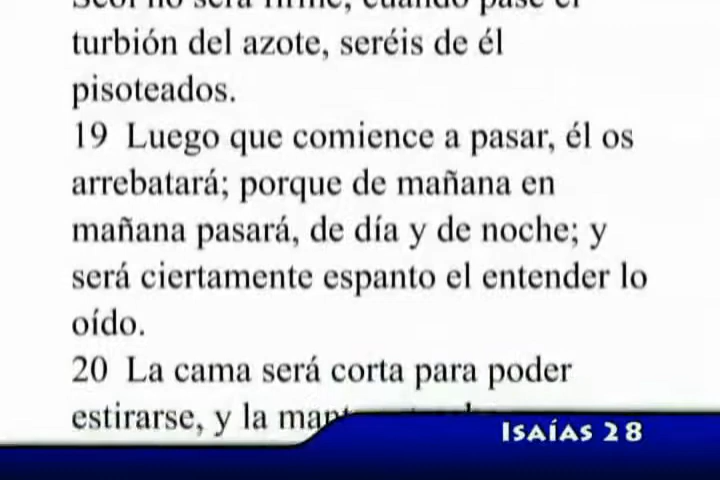 turbión del azote, seréis de él
pisoteados.
19 Luego que comience a pasar, él os
arrebatará; porque de mañana en
mañana pasará, de día y de noche; y
será ciertamente espanto el entender lo
oído.
20 La cama será corta para poder
estirarse, y la
ISAÍAS 28